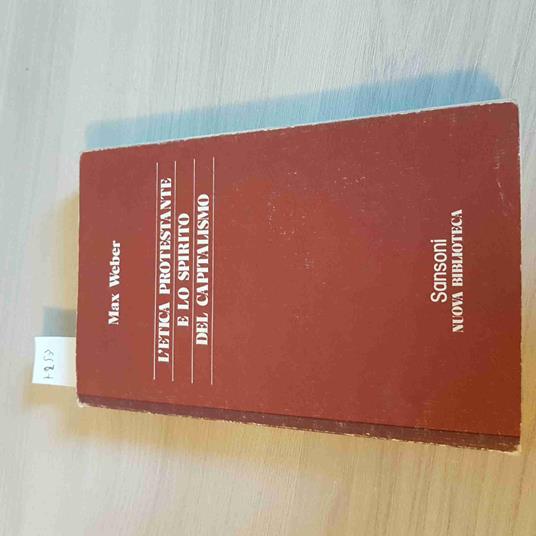 Max Weber
L'ETICA PROTESTANTE
E LO SPIRITO
DEL CAPITALISMO
Sansoni
NUOVA BIBLIOTECA